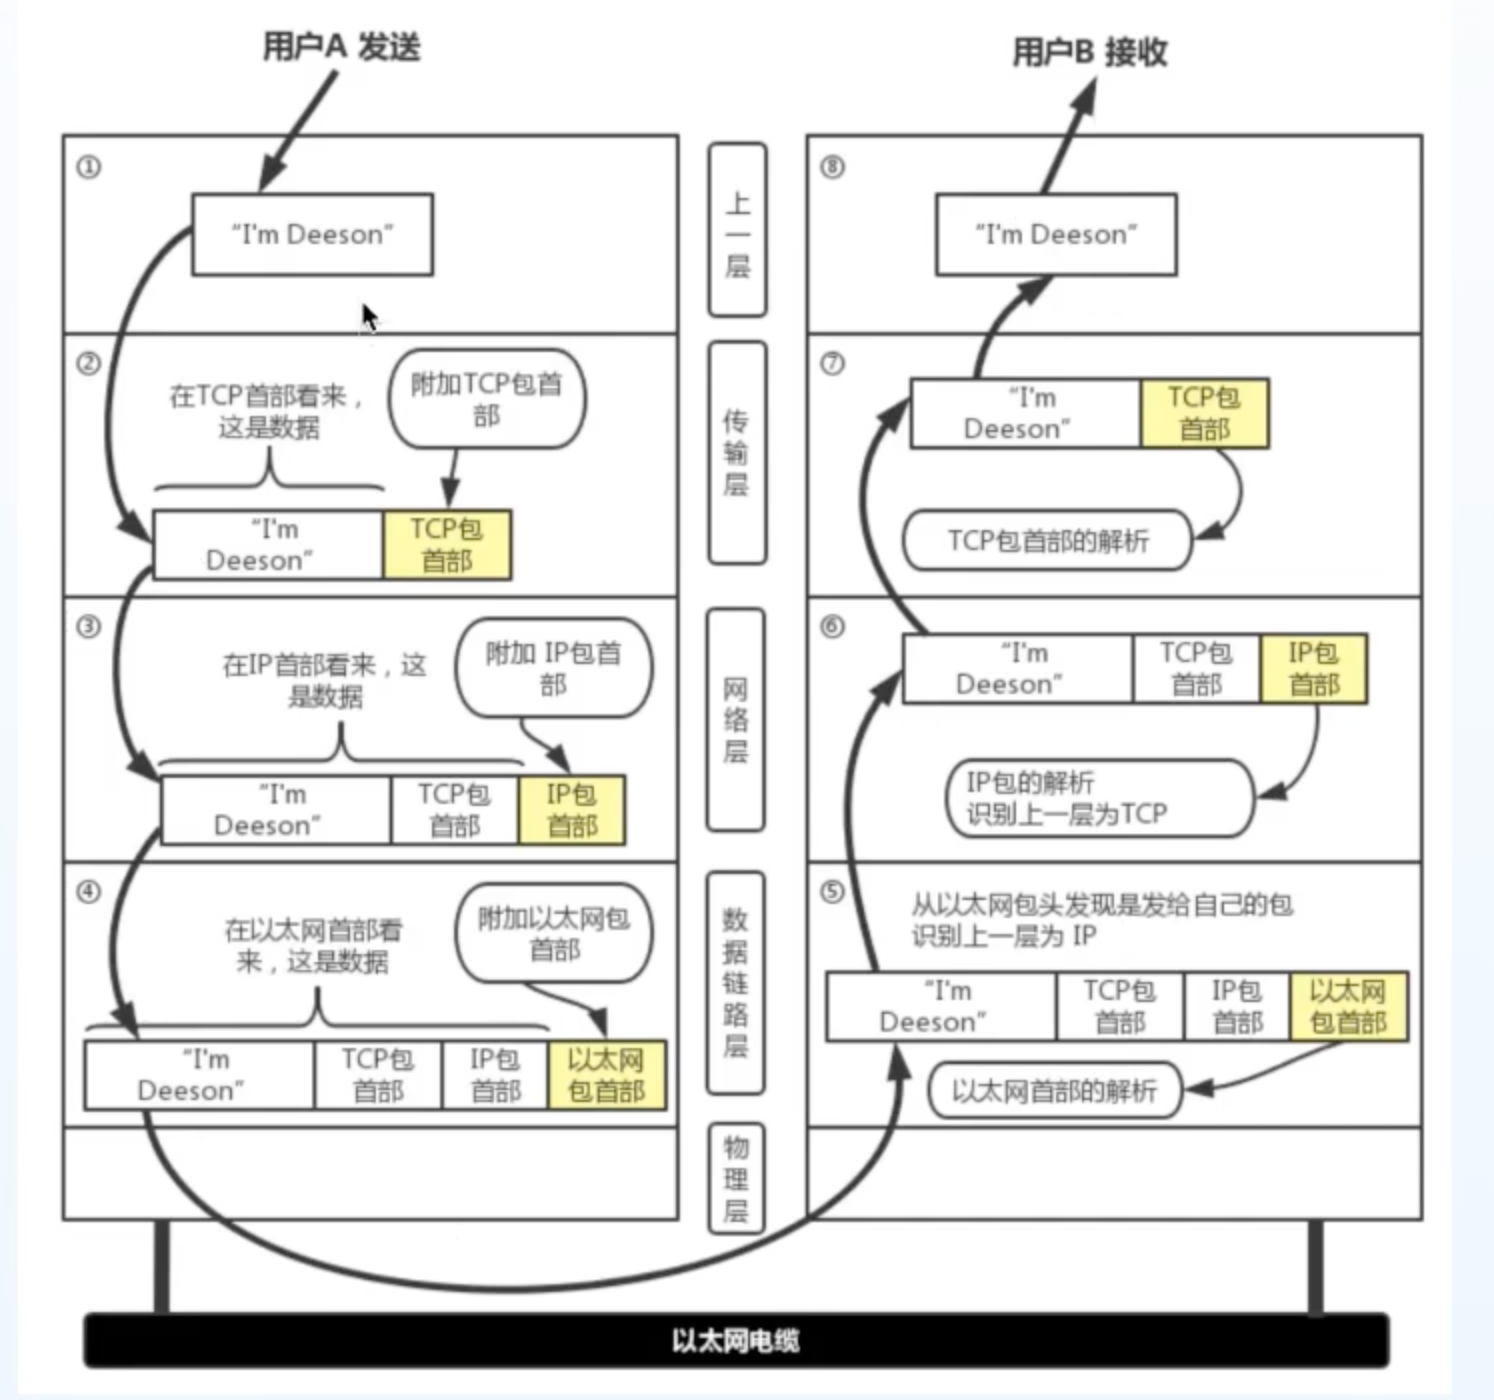 用户A 发送
①
“I'm Deeson”
②
在TCP首部看来，
这是数据
附加TCP包首
部
“I'm
Deeson”
TCP包
首部
③
在IP首部看来，这
是数据
附加 IP包首
部
“I'm
Deeson”
TCP包
首部
IP包
首部
④
在以太网首部看
来，这是数据
附加以太网包
首部
“I'm
Deeson”
TCP包
首部
IP包
首部
以太网
包首部
上
一
层
传
输
层
网
络
层
数
据
链
路
层
物
理
层
用户B 接收
⑧
“I'm Deeson”
⑦
“I'm
Deeson”
TCP包
首部
TCP包首部的解析
⑥
“I'm
Deeson”
TCP包
首部
IP包
首部
IP包的解析
识别上一层为TCP
⑤
从以太网包头发现是发给自己的包
识别上一层为 IP
“I'm
Deeson”
TCP包
首部
IP包
首部
以太网
包首部
以太网首部的解析
以太网电缆